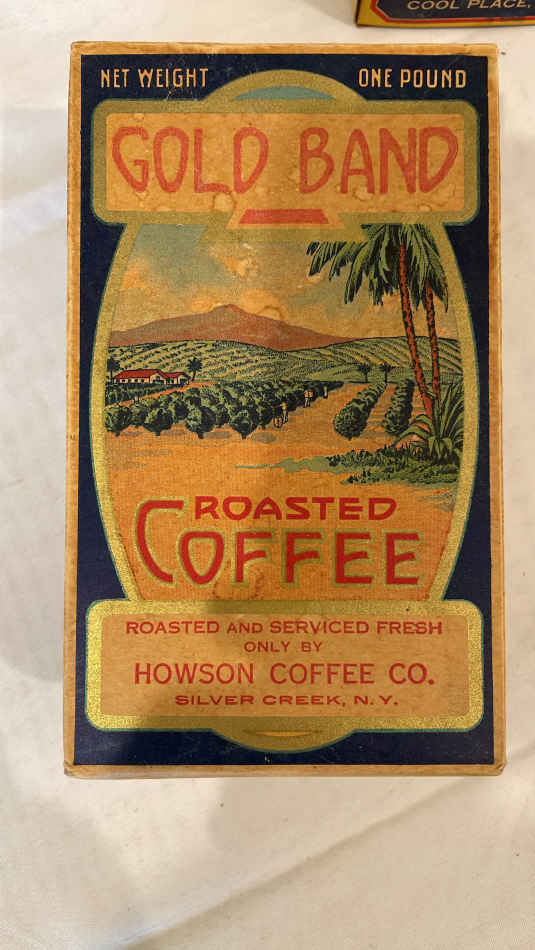 COOL PLACE,
NET WEIGHT ONE POUND
GOLD BAND
ROASTED
COFFEE
ROASTED AND SERVICED FRESH
ONLY BY
HOWSON COFFEE CO.
SILVER CREEK, N.Y.